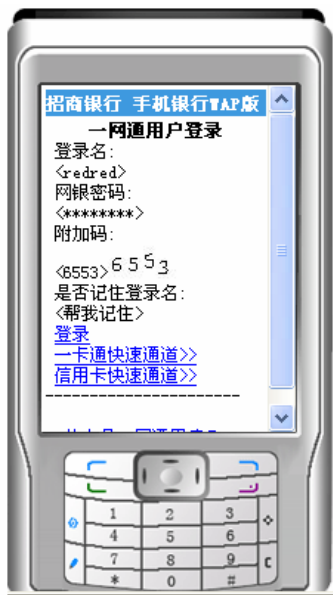 招商银行 手机银行WAP版
一网通用户登录
登录名:
<redred>
网银密码:
<********>
附加码:
<6553>6553
是否记住登录名:
<帮我记住>
登录
一卡通快速通道>>
信用卡快速通道>>
------------------------
1 2 3
4 5 6
7 8 9 C
* 0 #